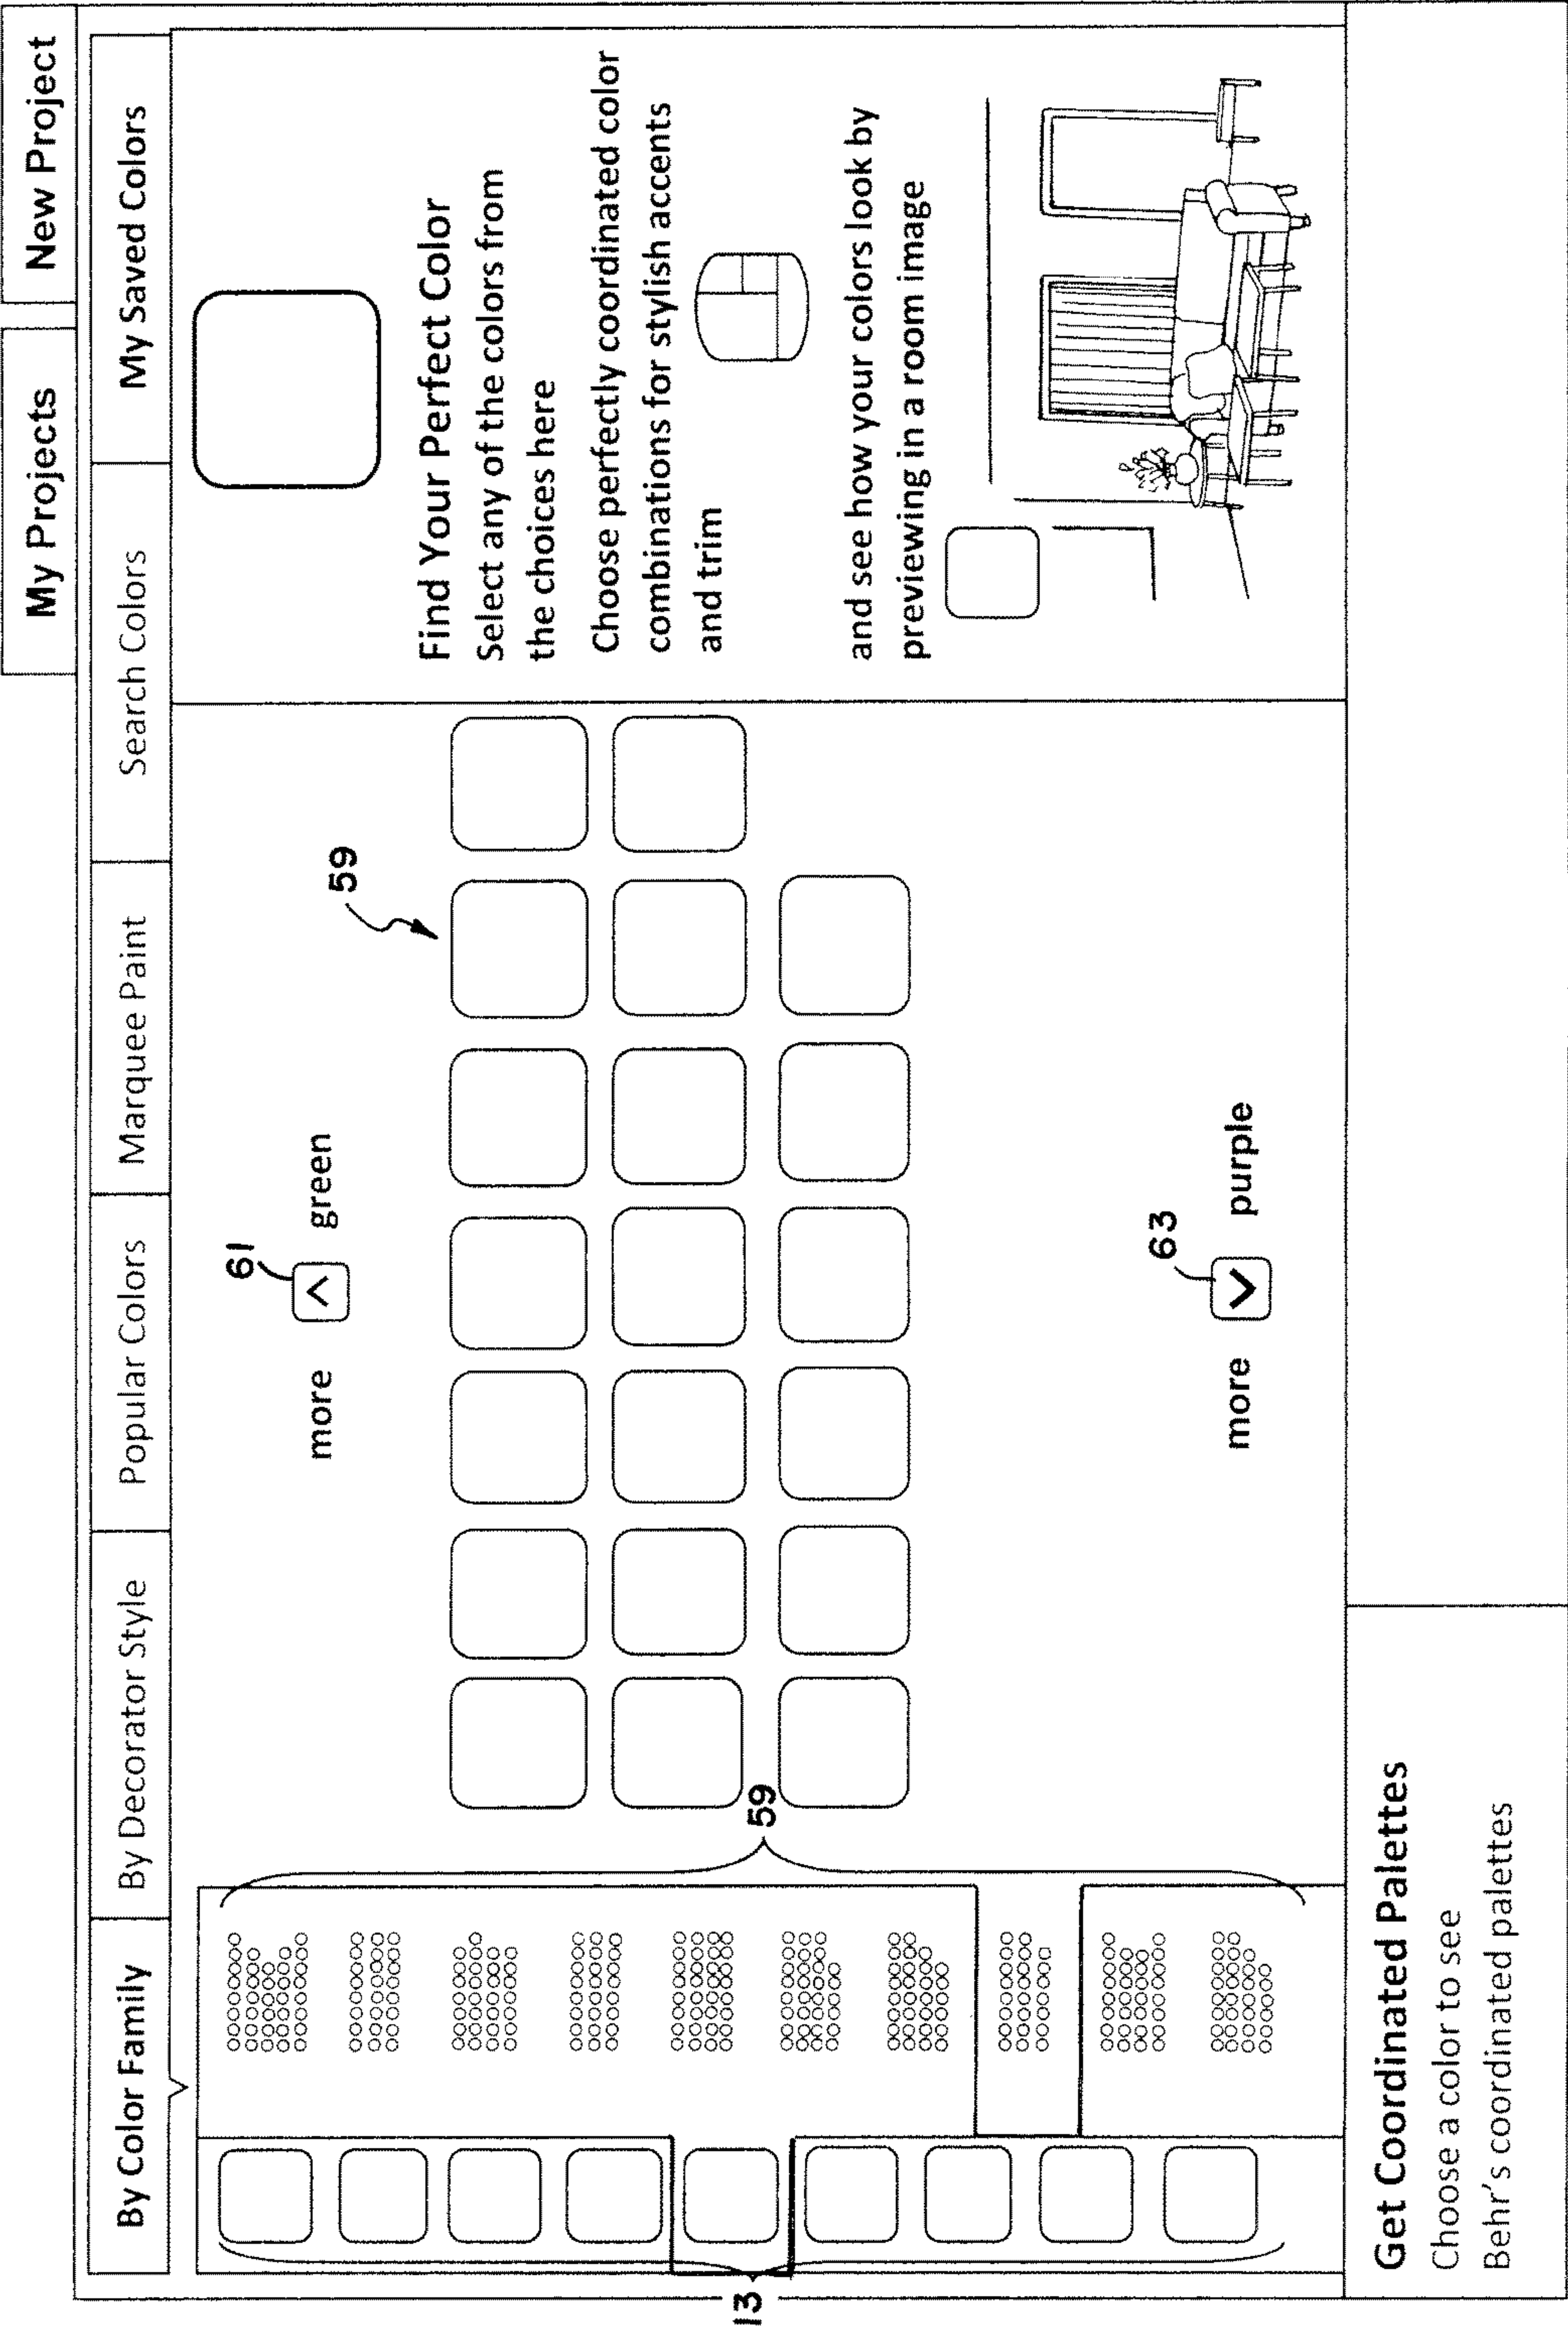 My Projects
New Project
By Color Family
By Decorator Style
Popular Colors
Marquee Paint
Search Colors
My Saved Colors
61
more
green
59
59
13
63
more
purple
Find Your Perfect Color
Select any of the colors from
the choices here
Choose perfectly coordinated color
combinations for stylish accents
and trim
and see how your colors look by
previewing in a room image
Get Coordinated Palettes
Choose a color to see
Behr's coordinated palettes